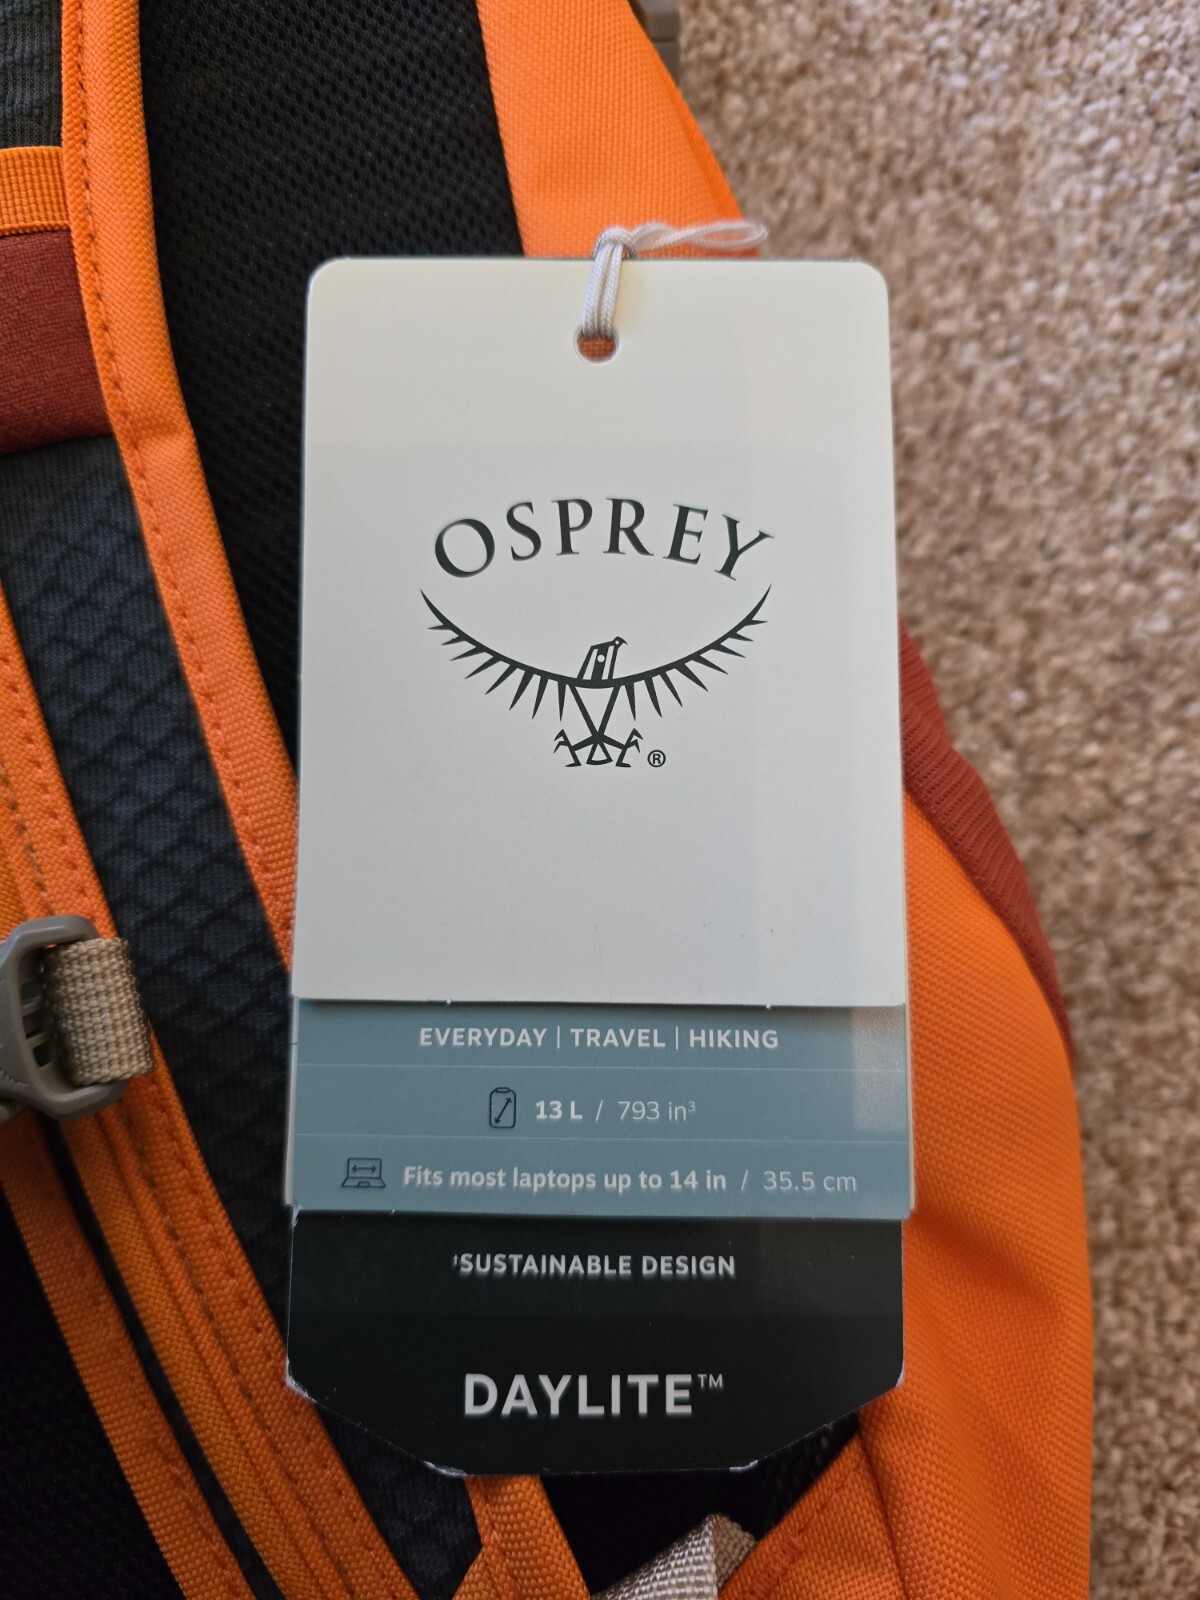 OSPREY
®
EVERYDAY | TRAVEL | HIKING
13 L / 793 in³
Fits most laptops up to 14 in / 35.5 cm
†SUSTAINABLE DESIGN
DAYLITE™